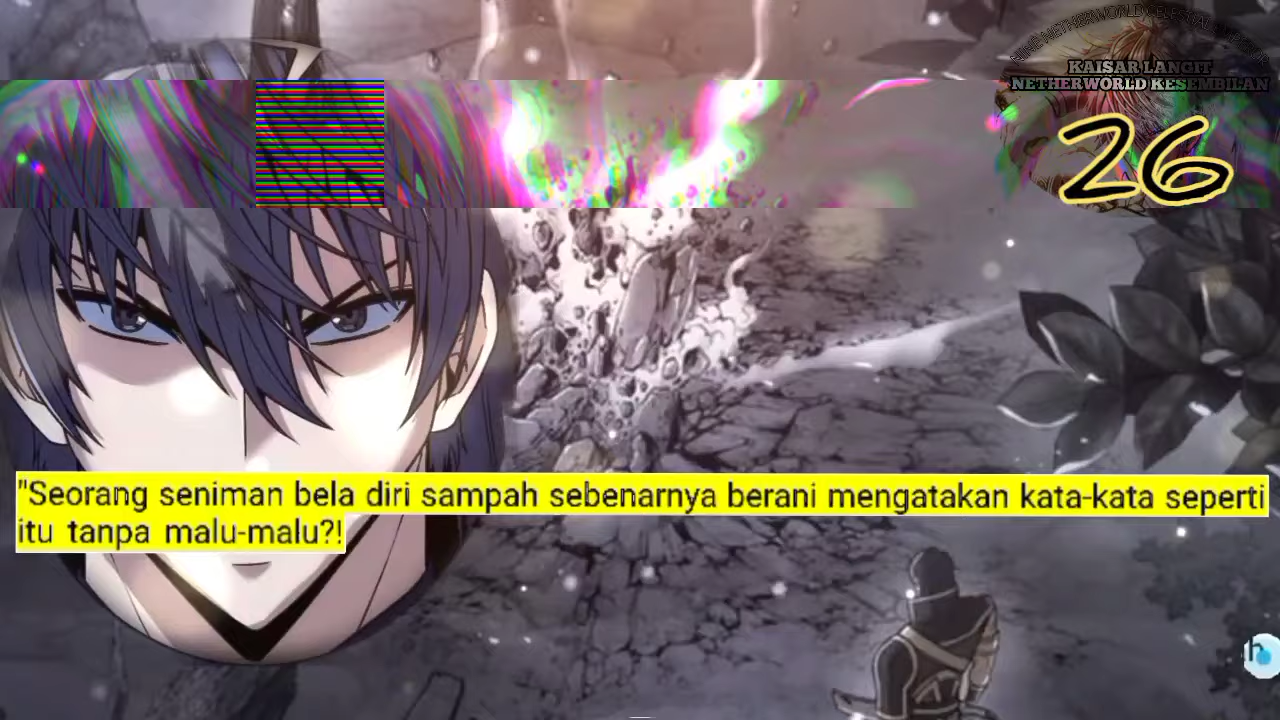 KAISAR LANGIT
NETHERWORLD KESEMBILAN
26
"Seorang seniman bela diri sampah sebenarnya berani mengatakan kata-kata seperti
itu tanpa malu-malu?!